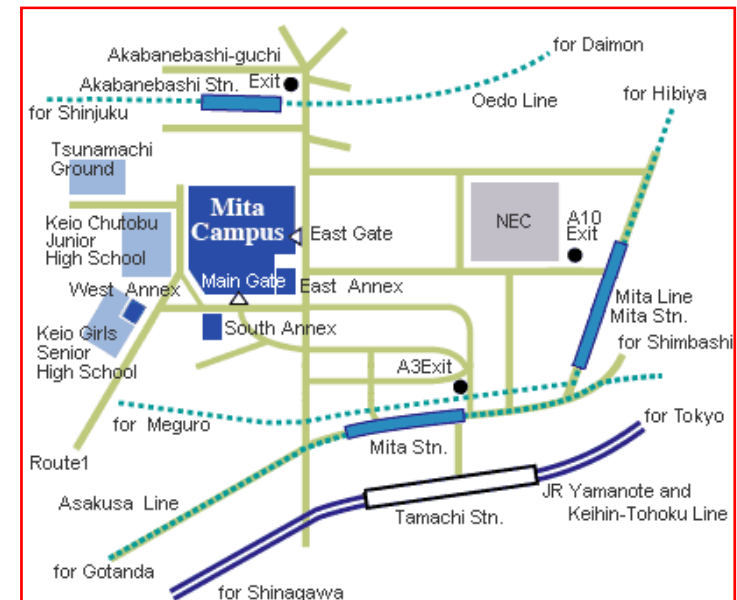 for Daimon
Akabanebashi-guchi
Exit
Akabanebashi Stn.
Oedo Line
for Hibiya
for Shinjuku
Tsunamachi
Ground
Mita
Campus
East Gate
NEC
A10
Exit
Keio Chutobu
Junior
High School
Main Gate
East Annex
West Annex
Mita Line
Mita Stn.
South Annex
Keio Girls
Senior
High School
for Shimbashi
A3Exit
for Meguro
for Tokyo
Mita Stn.
Route1
Asakusa Line
JR Yamanote and
Keihin-Tohoku Line
Tamachi Stn.
for Gotanda
for Shinagawa